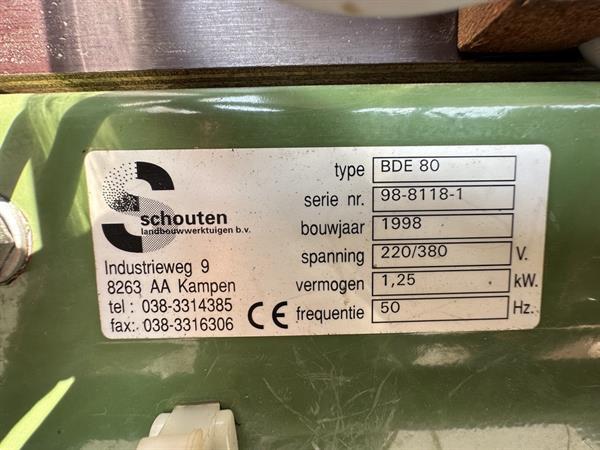 schouten
landbouwwerktuigen b.v.
Industrieweg 9
8263 AA Kampen
tel : 038-3314385
fax: 038-3316306
CE
type BDE 80
serie nr. 98-8118-1
bouwjaar 1998
spanning 220/380 V.
vermogen 1,25 kW.
frequentie 50 Hz.